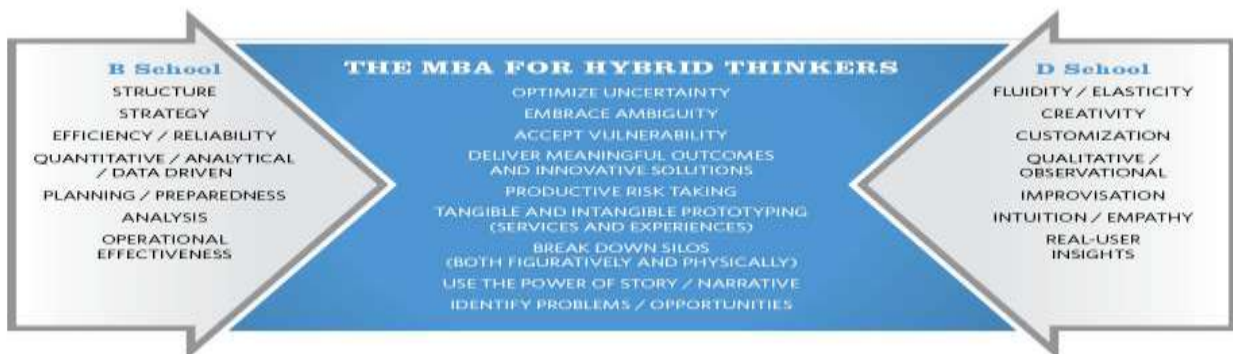 B School
STRUCTURE
STRATEGY
EFFICIENCY / RELIABILITY
QUANTITATIVE / ANALYTICAL
/ DATA DRIVEN
PLANNING / PREPAREDNESS
ANALYSIS
OPERATIONAL
EFFECTIVENESS
THE MBA FOR HYBRID THINKERS
OPTIMIZE UNCERTAINTY
EMBRACE AMBIGUITY
ACCEPT VULNERABILITY
DELIVER MEANINGFUL OUTCOMES
AND INNOVATIVE SOLUTIONS
PRODUCTIVE RISK TAKING
TANGIBLE AND INTANGIBLE PROTOTYPING
(SERVICES AND EXPERIENCES)
BREAK DOWN SILOS
(BOTH FIGURATIVELY AND PHYSICALLY)
USE THE POWER OF STORY / NARRATIVE
IDENTIFY PROBLEMS / OPPORTUNITIES
D School
FLUIDITY / ELASTICITY
CREATIVITY
CUSTOMIZATION
QUALITATIVE /
OBSERVATIONAL
IMPROVISATION
INTUITION / EMPATHY
REAL-USER
INSIGHTS